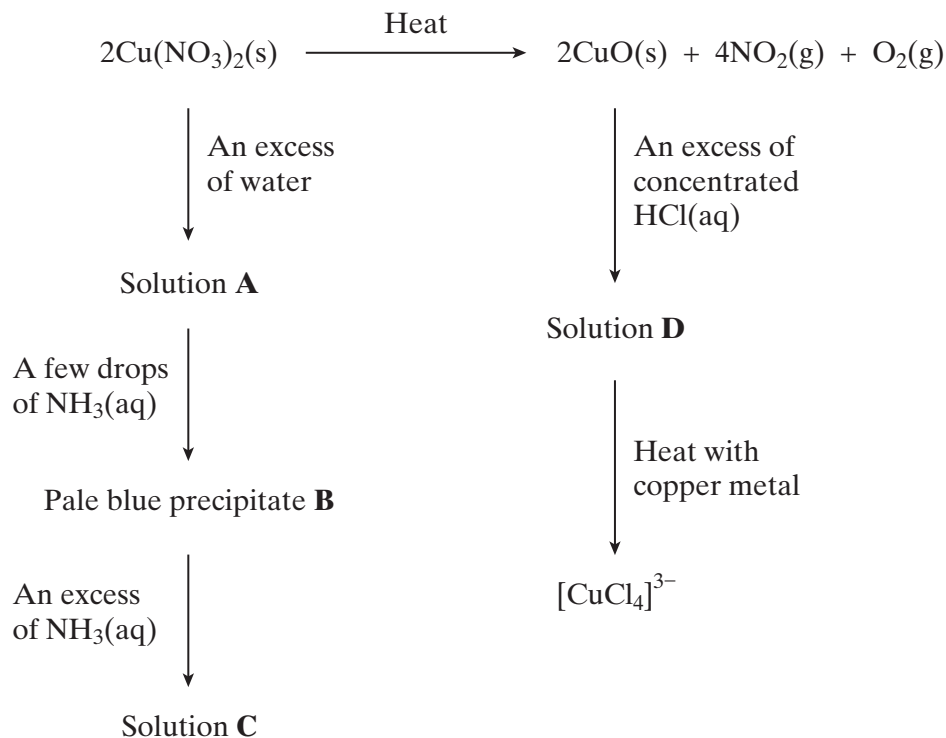 Heat
2Cu(NO₃)₂(s)
2CuO(s) + 4NO₂(g) + O₂(g)
An excess
of water
Solution A
A few drops
of NH₃(aq)
Pale blue precipitate B
An excess
of NH₃(aq)
Solution C
An excess of
concentrated
HCl(aq)
Solution D
Heat with
copper metal
[CuCl₄]³⁻